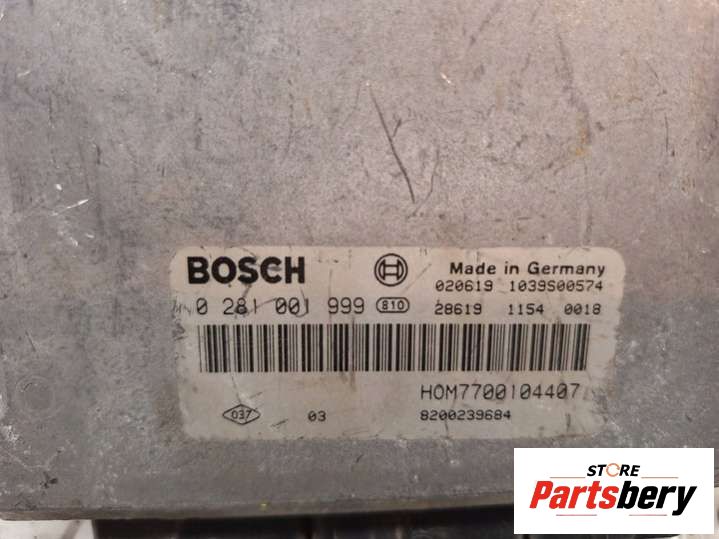 BOSCH
Made in Germany
020619 1039S00574
0 281 001 999 810
28619 1154 0018
HOM7700104407
037 03 8200239684
STORE
Partsbery